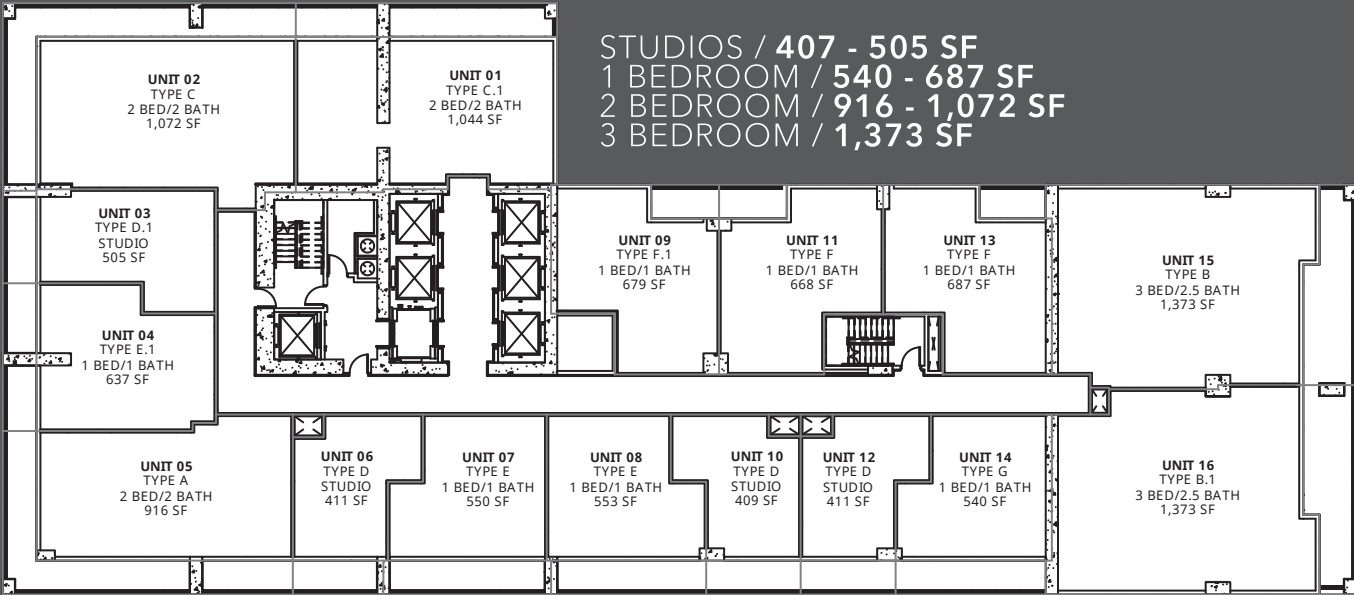 STUDIOS / 407 - 505 SF
1 BEDROOM / 540 - 687 SF
2 BEDROOM / 916 - 1,072 SF
3 BEDROOM / 1,373 SF
UNIT 02
TYPE C
2 BED/2 BATH
1,072 SF
UNIT 01
TYPE C.1
2 BED/2 BATH
1,044 SF
UNIT 03
TYPE D.1
STUDIO
505 SF
UNIT 04
TYPE E.1
1 BED/1 BATH
637 SF
UNIT 09
TYPE F.1
1 BED/1 BATH
679 SF
UNIT 11
TYPE F
1 BED/1 BATH
668 SF
UNIT 13
TYPE F
1 BED/1 BATH
687 SF
UNIT 15
TYPE B
3 BED/2.5 BATH
1,373 SF
UNIT 05
TYPE A
2 BED/2 BATH
916 SF
UNIT 06
TYPE D
STUDIO
411 SF
UNIT 07
TYPE E
1 BED/1 BATH
550 SF
UNIT 08
TYPE E
1 BED/1 BATH
553 SF
UNIT 10
TYPE D
STUDIO
409 SF
UNIT 12
TYPE D
STUDIO
411 SF
UNIT 14
TYPE G
1 BED/1 BATH
540 SF
UNIT 16
TYPE B.1
3 BED/2.5 BATH
1,373 SF